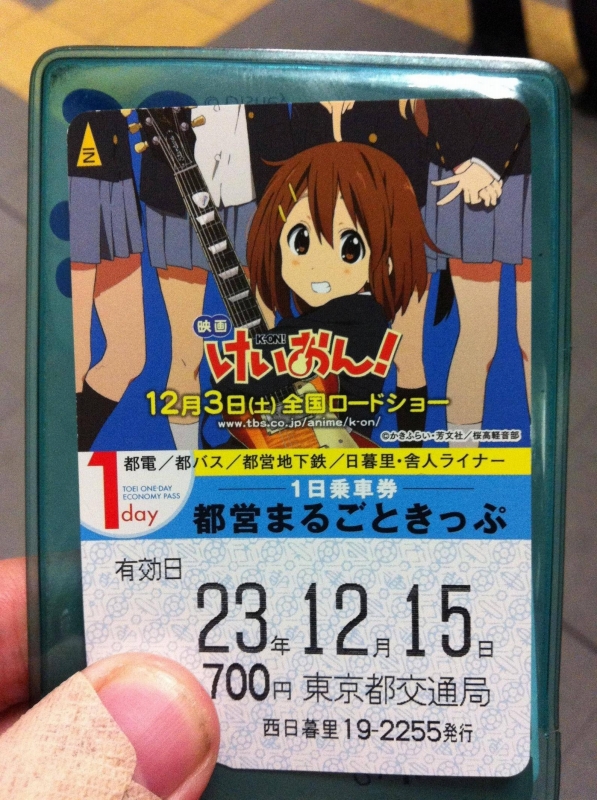 IN
映画
K-ON!
けいおん!
12月3日(土)全国ロードショー
www.tbs.co.jp/anime/k-on/
©かきふらい・芳文社/桜高軽音部
都電/都バス/都営地下鉄/日暮里・舎人ライナー
TOEI ONE-DAY
ECONOMY PASS
1day
1日乗車券
都営まるごときっぷ
有効日
23年12月15日
700円 東京都交通局
西日暮里19-2255発行